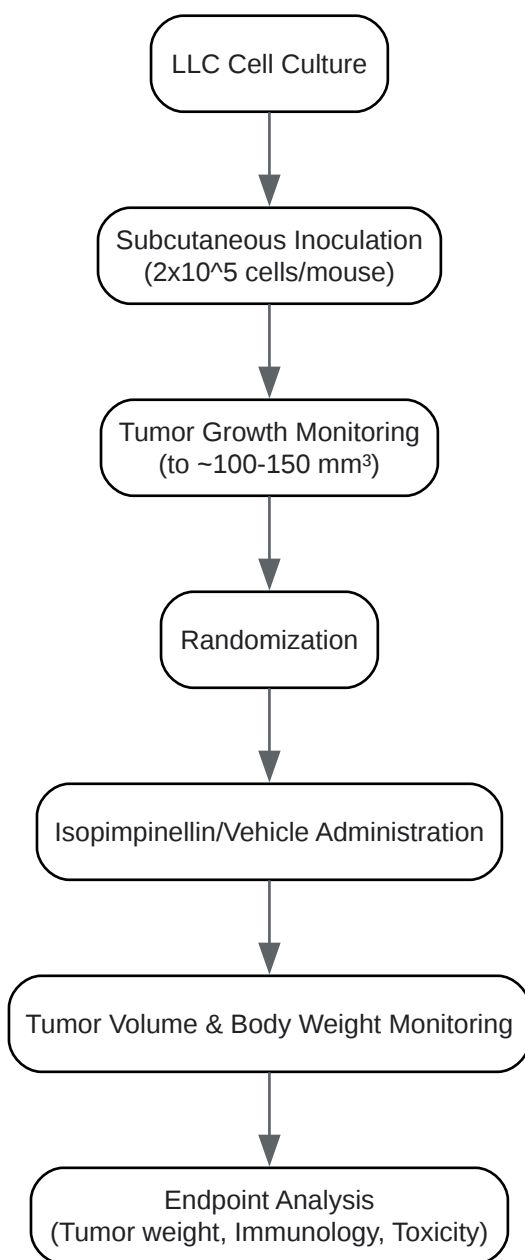 LLC Cell Culture
Subcutaneous Inoculation
(2x10^5 cells/mouse)
Tumor Growth Monitoring
(to ~100-150 mm³)
Randomization
Isopimpinellin/Vehicle Administration
Tumor Volume & Body Weight Monitoring
Endpoint Analysis
(Tumor weight, Immunology, Toxicity)